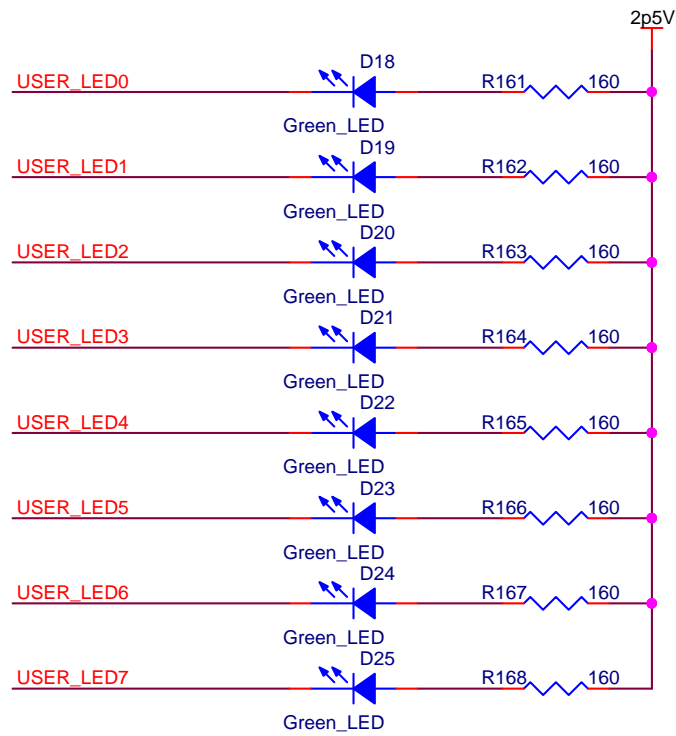 2p5V
D18
USER_LED0 R161 160
Green_LED
D19
USER_LED1 R162 160
Green_LED
D20
USER_LED2 R163 160
Green_LED
D21
USER_LED3 R164 160
Green_LED
D22
USER_LED4 R165 160
Green_LED
D23
USER_LED5 R166 160
Green_LED
D24
USER_LED6 R167 160
Green_LED
D25
USER_LED7 R168 160
Green_LED